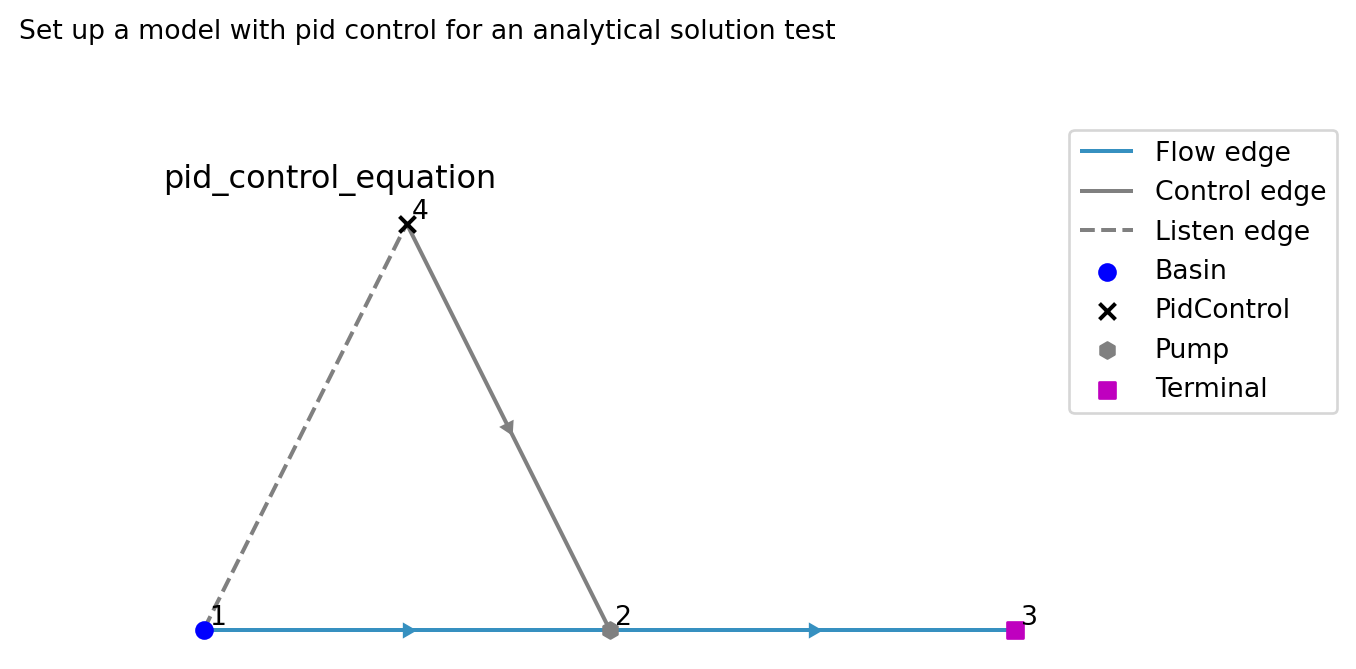 Set up a model with pid control for an analytical solution test
pid_control_equation
4
Flow edge
Control edge
Listen edge
Basin
PidControl
Pump
Terminal
1
2
3